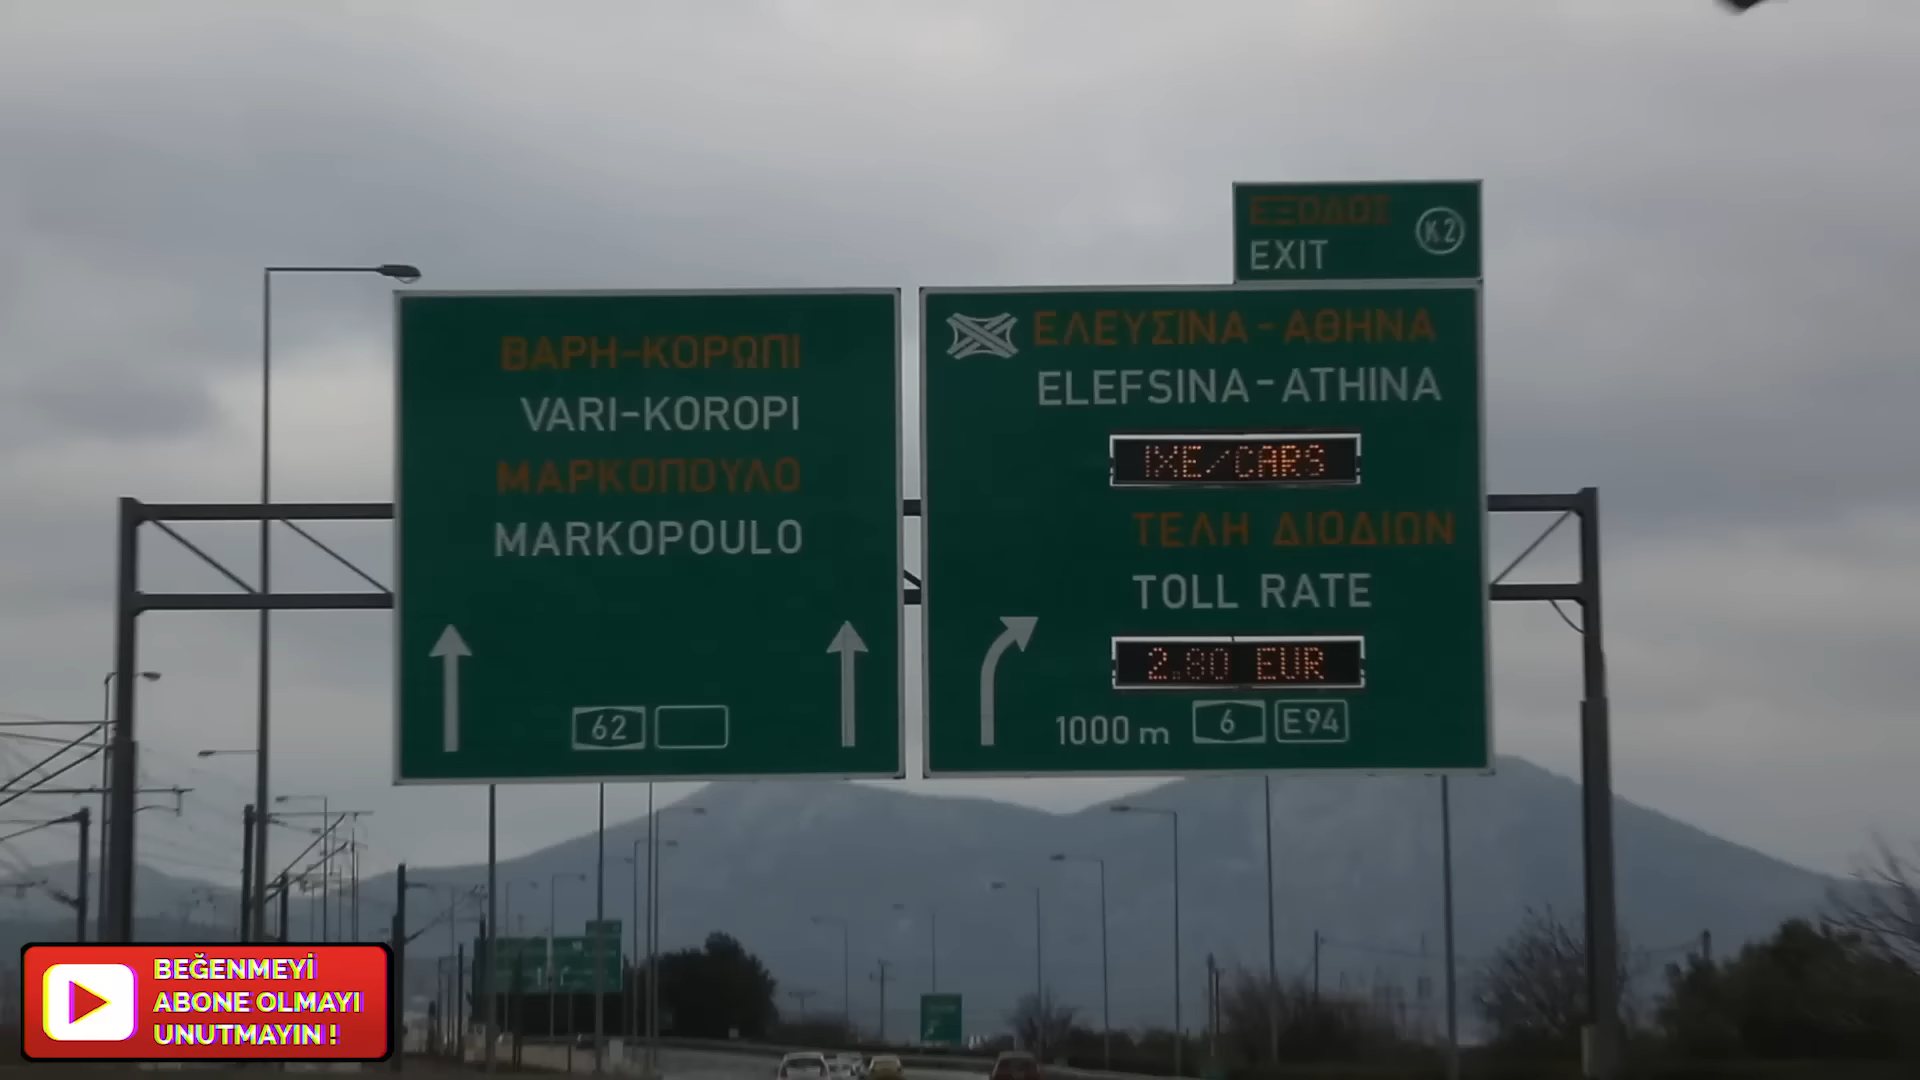 ΒΑΡΗ-ΚΟΡΩΠΙ
VARI-KOROPI
ΜΑΡΚΟΠΟΥΛΟ
MARKOPOULO
62
ΕΞΟΔΟΣ
EXIT
K2
ΕΛΕΥΣΙΝΑ-ΑΘΗΝΑ
ELEFSINA-ATHINA
ΙΧΕ/CARS
ΤΕΛΗ ΔΙΟΔΙΩΝ
TOLL RATE
2.80 EUR
1000 m 6 E94
BEĞENMEYİ
ABONE OLMAYI
UNUTMAYIN !